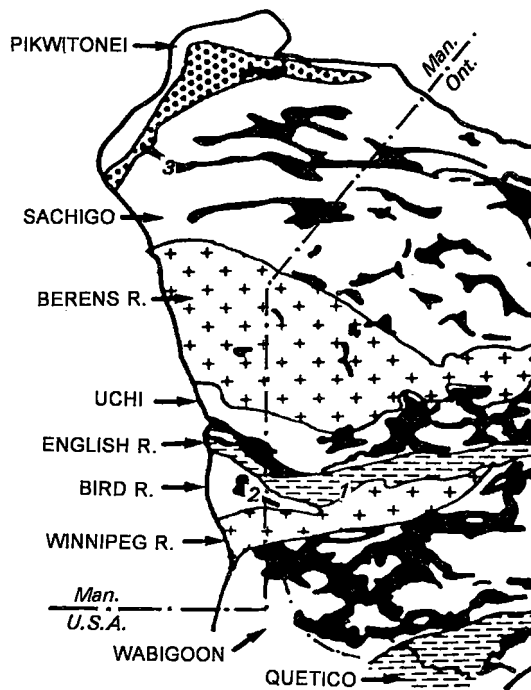 PIKWITONEI
Man.
Ont.
3
SACHIGO
BERENS R.
UCHI
ENGLISH R.
BIRD R.
2
1
WINNIPEG R.
Man.
U.S.A.
WABIGOON
QUETICO